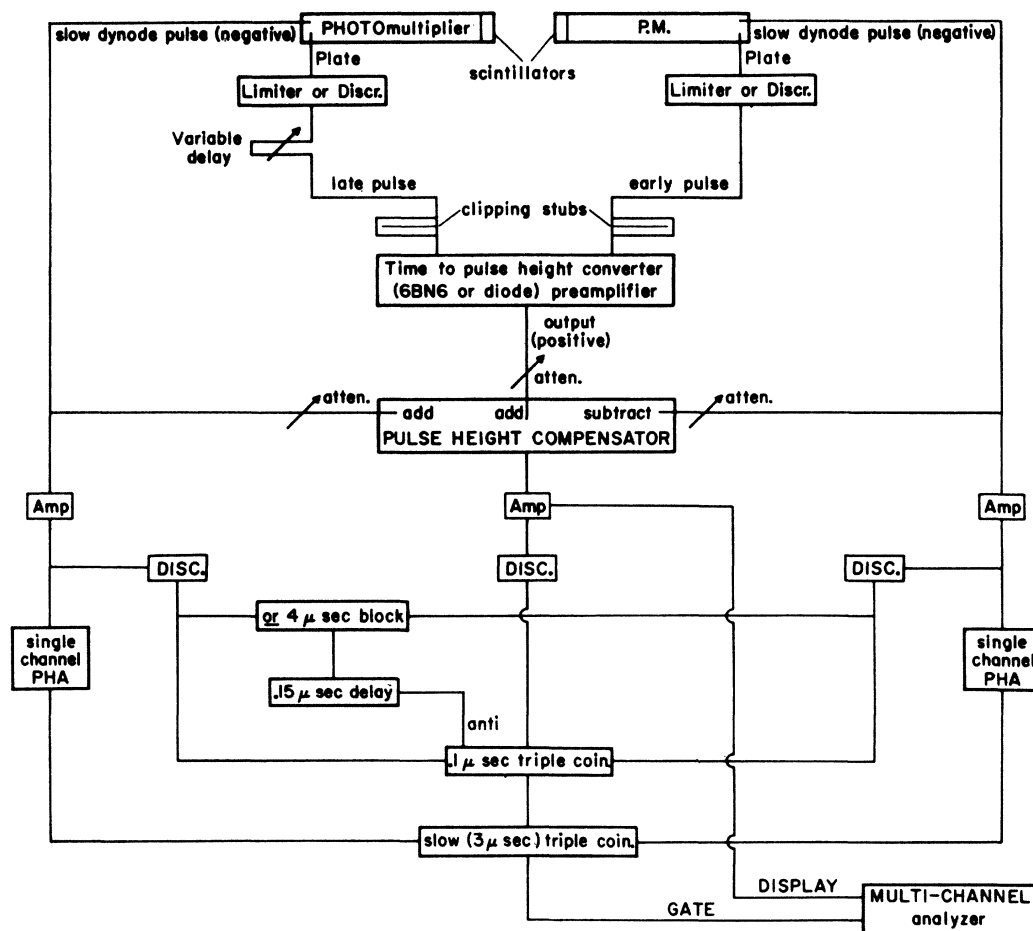 slow dynode pulse (negative)
PHOTOmultiplier
P.M.
slow dynode pulse (negative)
Plate
scintillators
Plate
Limiter or Discr.
Limiter or Discr.
Variable
delay
late pulse
early pulse
clipping stubs
Time to pulse height converter
(6BN6 or diode) preamplifier
output
(positive)
atten.
atten.
atten.
add
add
subtract
PULSE HEIGHT COMPENSATOR
Amp
Amp
Amp
DISC.
DISC.
DISC.
or 4 μ sec block
single
channel
PHA
single
channel
PHA
.15 μ sec delay
anti
.1 μ sec triple coin.
slow (3 μ sec) triple coin.
DISPLAY
GATE
MULTI-CHANNEL
analyzer